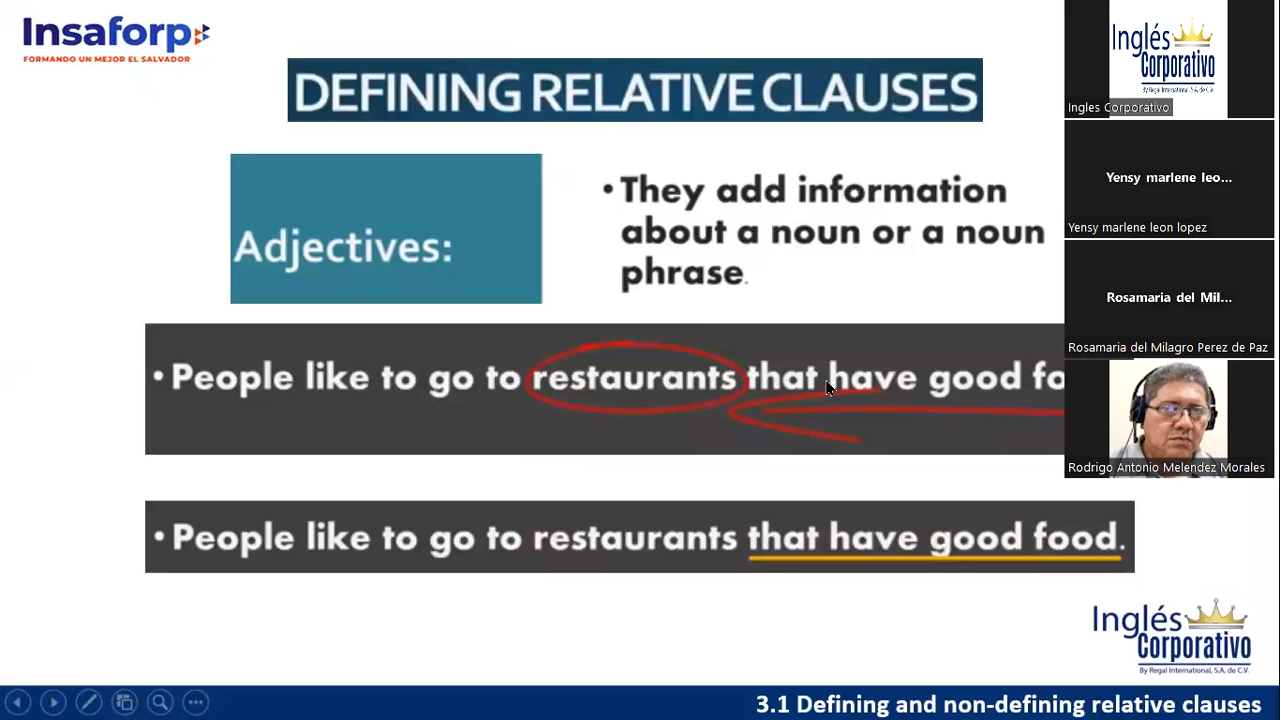 Insaforp
FORMANDO UN MEJOR EL SALVADOR
DEFINING RELATIVE CLAUSES
Adjectives:
• They add information
about a noun or a noun
phrase.
• People like to go to restaurants that have good fo
• People like to go to restaurants that have good food.
Inglés
Corporativo
By Regal International, S.A. de C.V.
Ingles Corporativo
Yensy marlene leo...
Yensy marlene leon lopez
Rosamaria del Mil...
Rosamaria del Milagro Perez de Paz
Rodrigo Antonio Melendez Morales
Inglés
Corporativo
By Regal International, S.A. de C.V.
3.1 Defining and non-defining relative clauses